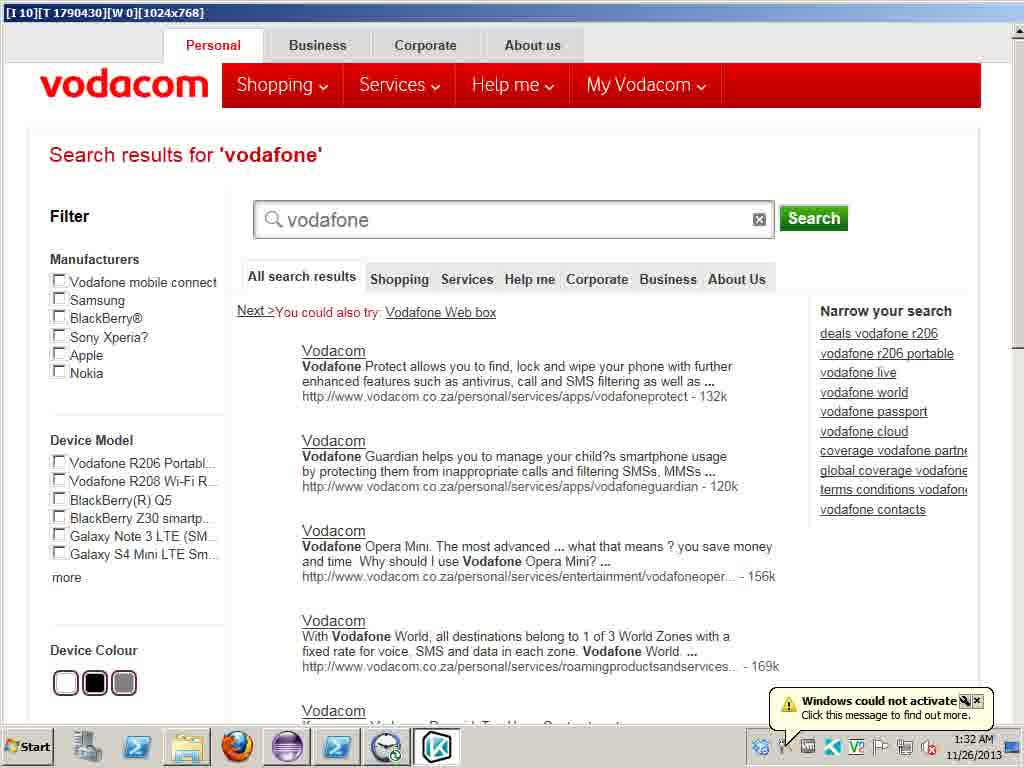 [I 10][T 1790430][W 0][1024x768]
Personal Business Corporate About us
vodacom Shopping Services Help me My Vodacom
Search results for 'vodafone'
Filter
vodafone Search
Manufacturers
Vodafone mobile connect
Samsung
BlackBerry®
Sony Xperia?
Apple
Nokia
Device Model
Vodafone R206 Portabl...
Vodafone R208 Wi-Fi R...
BlackBerry(R) Q5
BlackBerry Z30 smartp...
Galaxy Note 3 LTE (SM...
Galaxy S4 Mini LTE Sm...
more
Device Colour
All search results Shopping Services Help me Corporate Business About Us
Next > You could also try: Vodafone Web box
Vodacom
Vodafone Protect allows you to find, lock and wipe your phone with further
enhanced features such as antivirus, call and SMS filtering as well as ...
http://www.vodacom.co.za/personal/services/apps/vodafoneprotect - 132k
Vodacom
Vodafone Guardian helps you to manage your child?s smartphone usage
by protecting them from inappropriate calls and filtering SMSs, MMSs ...
http://www.vodacom.co.za/personal/services/apps/vodafoneguardian - 120k
Vodacom
Vodafone Opera Mini. The most advanced ... what that means ? you save money
and time Why should I use Vodafone Opera Mini? ...
http://www.vodacom.co.za/personal/services/entertainment/vodafoneoper... - 156k
Vodacom
With Vodafone World, all destinations belong to 1 of 3 World Zones with a
fixed rate for voice, SMS and data in each zone. Vodafone World. ...
http://www.vodacom.co.za/personal/services/roamingproductsandservices... - 169k
Vodacom
Narrow your search
deals vodafone r206
vodafone r206 portable
vodafone live
vodafone world
vodafone passport
vodafone cloud
coverage vodafone partne
global coverage vodafone
terms conditions vodafone
vodafone contacts
Windows could not activate
Click this message to find out more.
Start
1:32 AM
11/26/2013